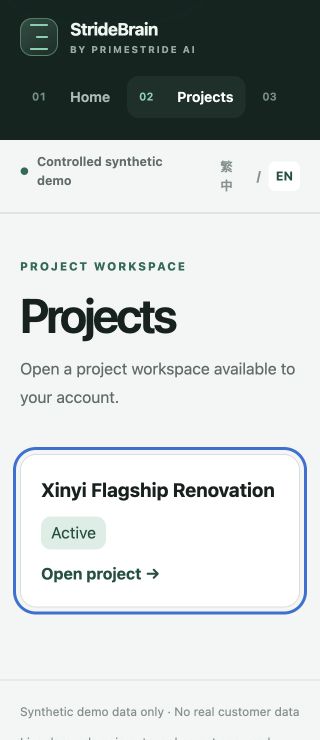 StrideBrain
BY PRIMESTRIDE AI
01 Home 02 Projects 03
Controlled synthetic
demo
繁
中
/ EN
PROJECT WORKSPACE
Projects
Open a project workspace available to
your account.
Xinyi Flagship Renovation
Active
Open project →
Synthetic demo data only · No real customer data